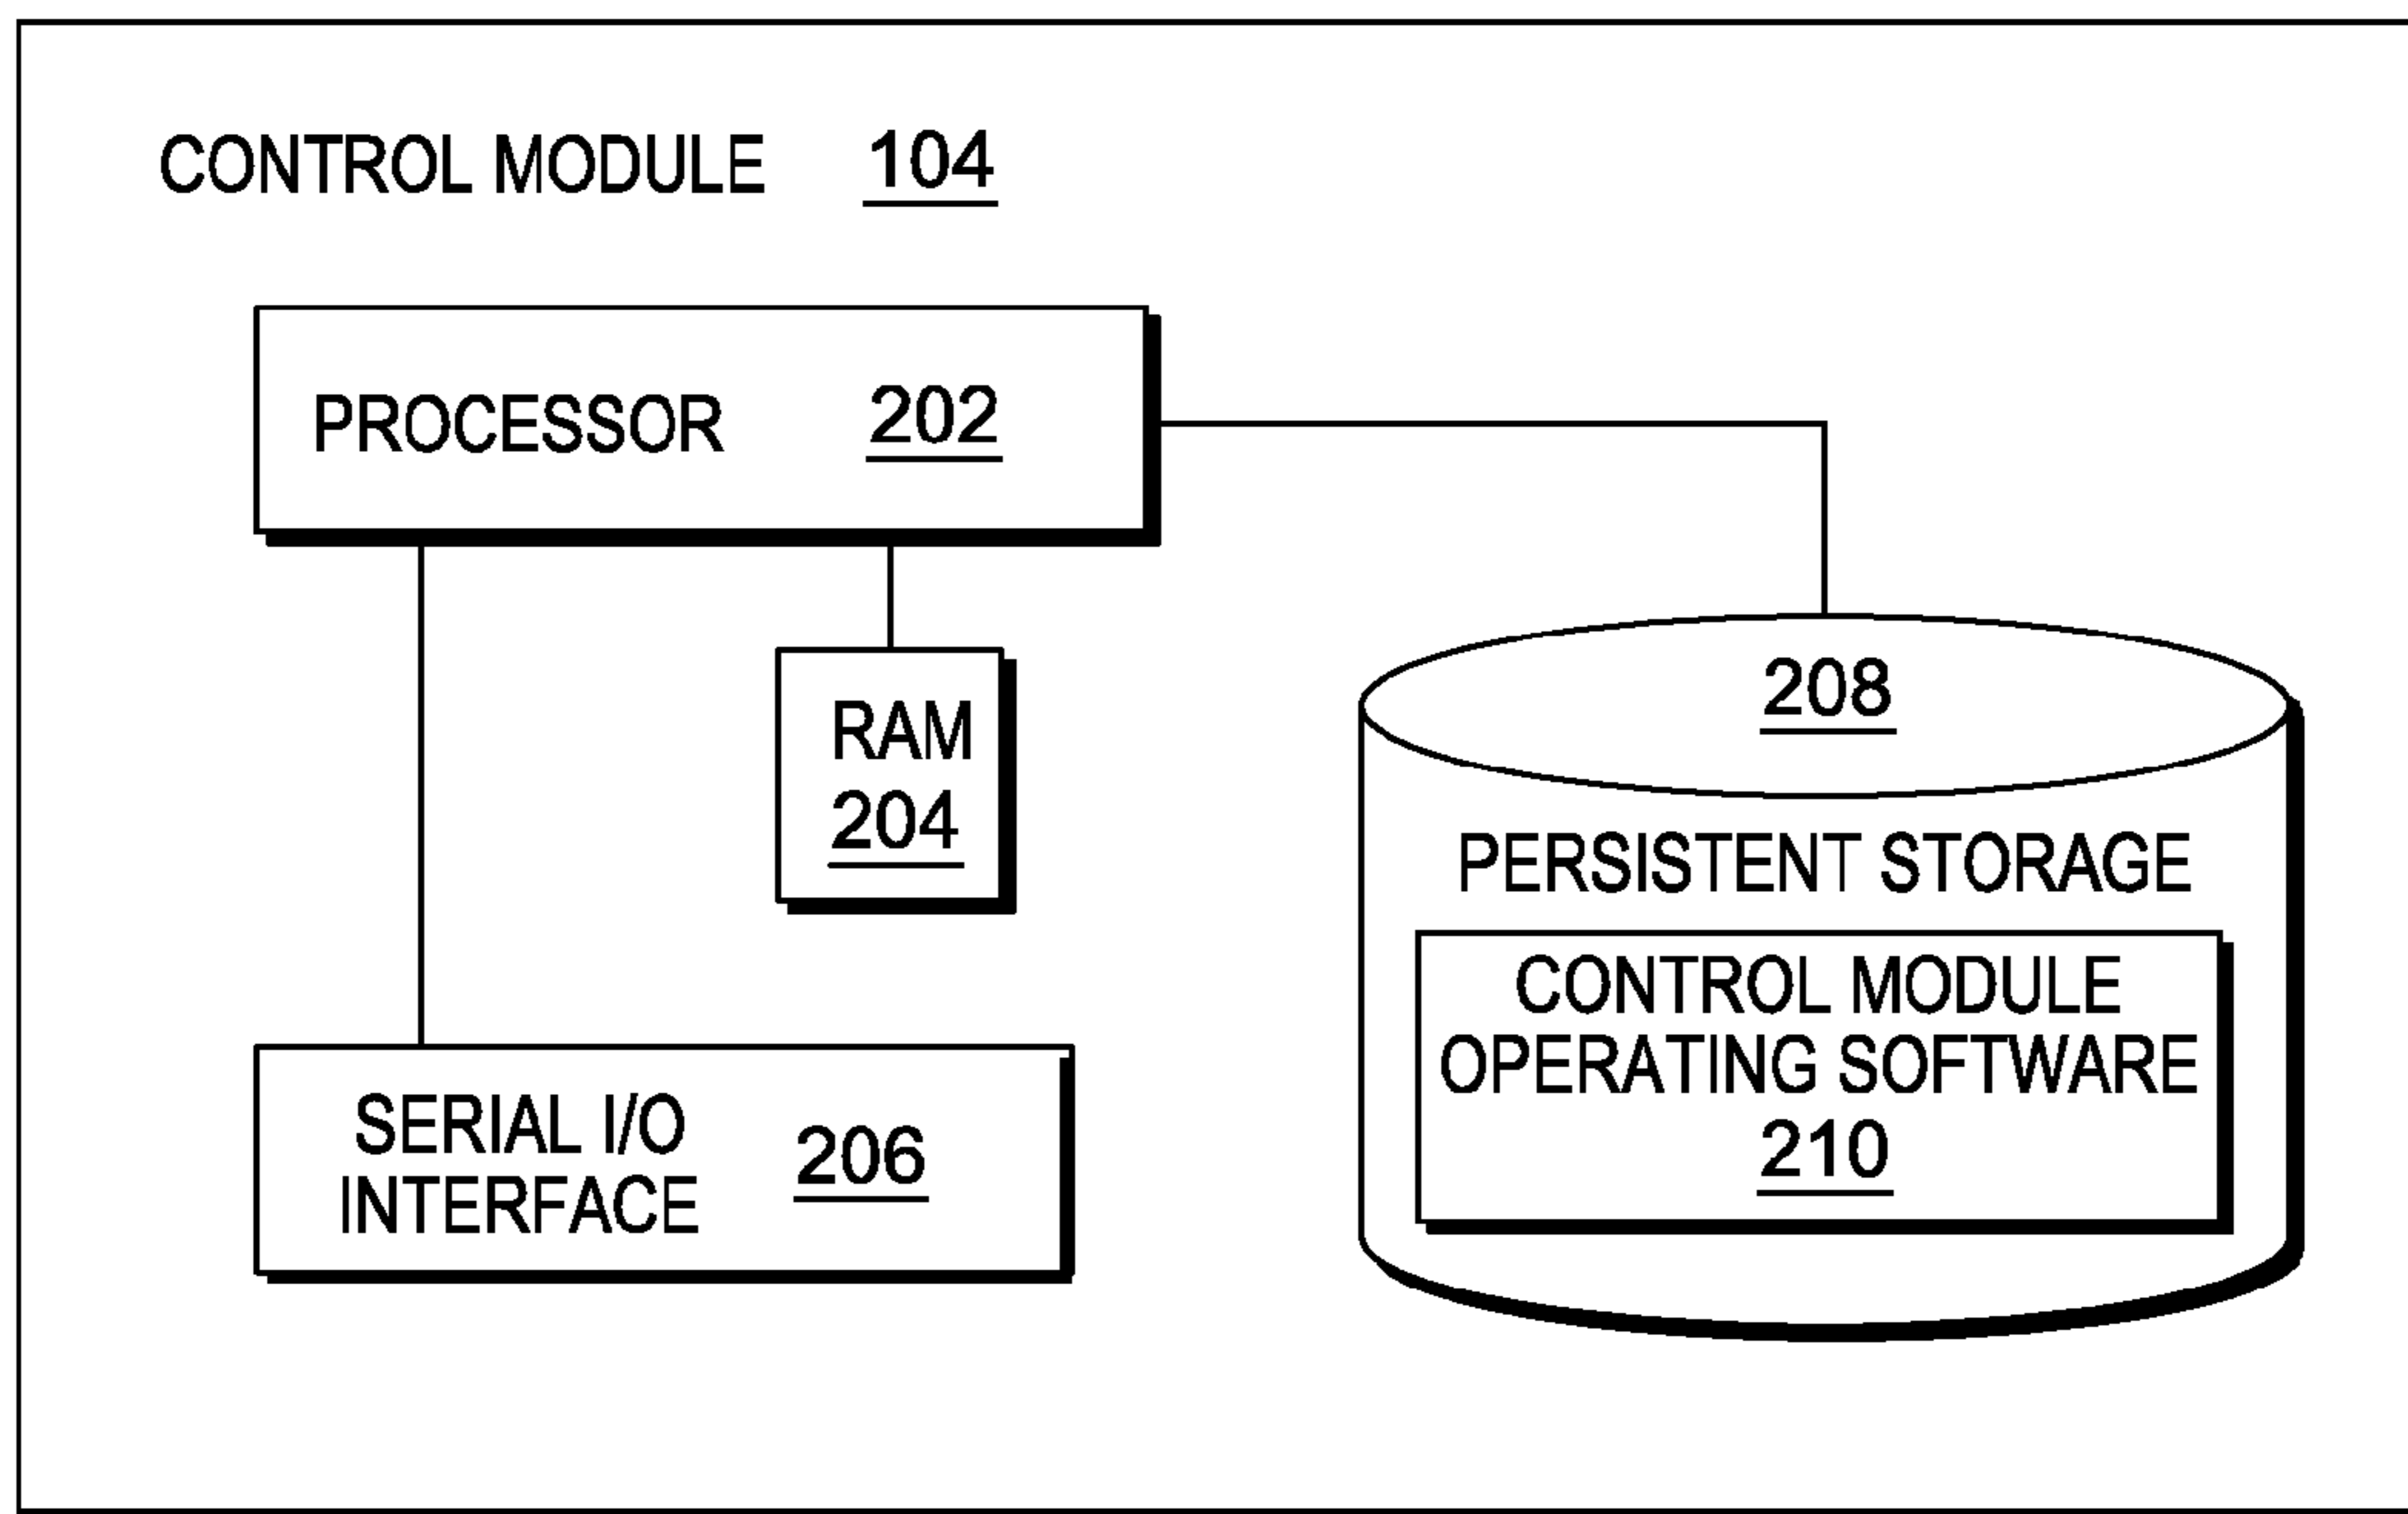 CONTROL MODULE 104
PROCESSOR 202
RAM
204
SERIAL I/O
INTERFACE 206
208
PERSISTENT STORAGE
CONTROL MODULE
OPERATING SOFTWARE
210